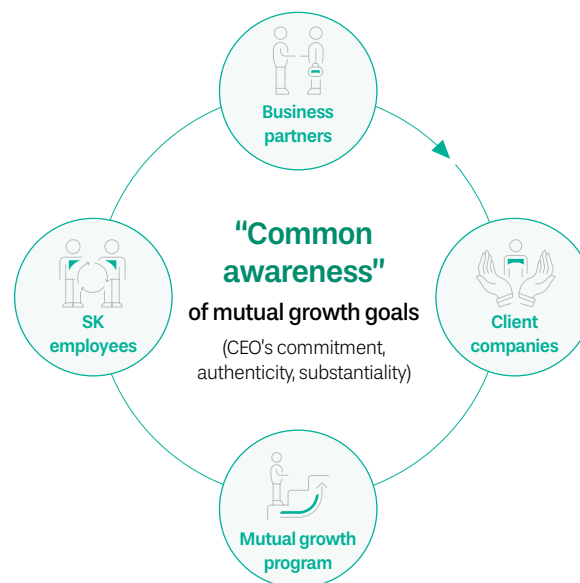 Business
partners
"Common
awareness"
of mutual growth goals
(CEO's commitment,
authenticity, substantiality)
SK
employees
Client
companies
Mutual growth
program